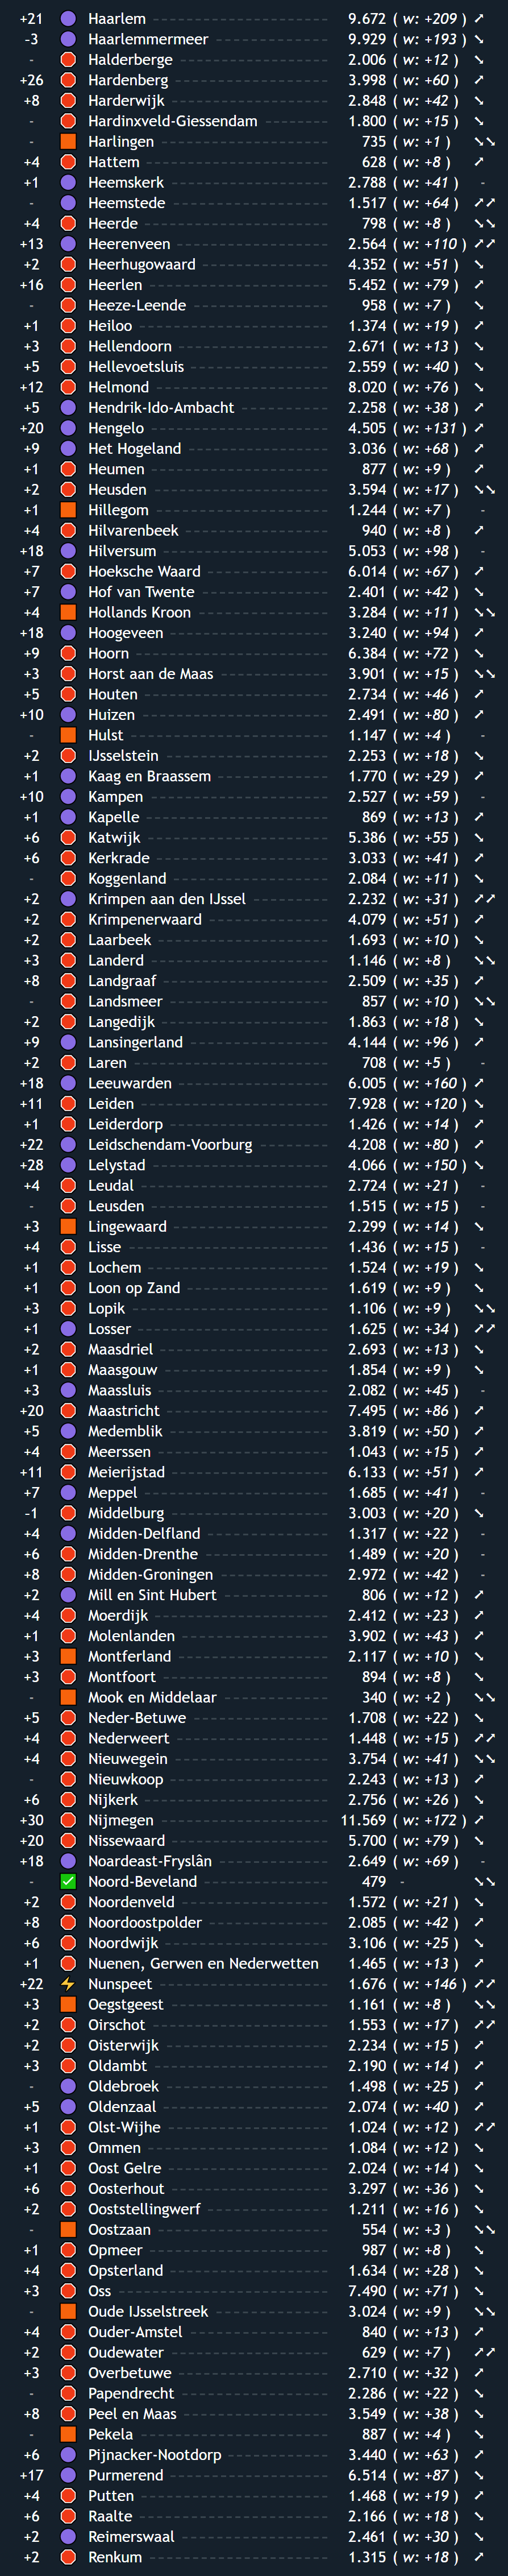 +21 Haarlem 9.672 ( w: +209 ) ➚
-3 Haarlemmermeer 9.929 ( w: +193 ) ➘
- Halderberge 2.006 ( w: +12 ) ➘
+26 Hardenberg 3.998 ( w: +60 ) ➚
+8 Harderwijk 2.848 ( w: +42 ) ➘
- Hardinxveld-Giessendam 1.800 ( w: +15 ) ➘
- Harlingen 735 ( w: +1 ) ➘➘
+4 Hattem 628 ( w: +8 ) ➚
+1 Heemskerk 2.788 ( w: +41 ) -
- Heemstede 1.517 ( w: +64 ) ➚➚
+4 Heerde 798 ( w: +8 ) ➘➘
+13 Heerenveen 2.564 ( w: +110 ) ➚➚
+2 Heerhugowaard 4.352 ( w: +51 ) ➘
+16 Heerlen 5.452 ( w: +79 ) ➚
- Heeze-Leende 958 ( w: +7 ) ➘
+1 Heiloo 1.374 ( w: +19 ) ➚
+3 Hellendoorn 2.671 ( w: +13 ) ➘
+5 Hellevoetsluis 2.559 ( w: +40 ) ➘
+12 Helmond 8.020 ( w: +76 ) ➘
+5 Hendrik-Ido-Ambacht 2.258 ( w: +38 ) ➚
+20 Hengelo 4.505 ( w: +131 ) ➚
+9 Het Hogeland 3.036 ( w: +68 ) ➚
+1 Heumen 877 ( w: +9 ) ➚
+2 Heusden 3.594 ( w: +17 ) ➘➘
+1 Hillegom 1.244 ( w: +7 ) -
+4 Hilvarenbeek 940 ( w: +8 ) ➚
+18 Hilversum 5.053 ( w: +98 ) -
+7 Hoeksche Waard 6.014 ( w: +67 ) ➚
+7 Hof van Twente 2.401 ( w: +42 ) ➘
+4 Hollands Kroon 3.284 ( w: +11 ) ➘➘
+18 Hoogeveen 3.240 ( w: +94 ) ➚
+9 Hoorn 6.384 ( w: +72 ) ➘
+3 Horst aan de Maas 3.901 ( w: +15 ) ➘➘
+5 Houten 2.734 ( w: +46 ) ➚
+10 Huizen 2.491 ( w: +80 ) ➚
- Hulst 1.147 ( w: +4 ) -
+2 IJsselstein 2.253 ( w: +18 ) ➘
+1 Kaag en Braassem 1.770 ( w: +29 ) ➚
+10 Kampen 2.527 ( w: +59 ) -
+1 Kapelle 869 ( w: +13 ) ➚
+6 Katwijk 5.386 ( w: +55 ) ➘
+6 Kerkrade 3.033 ( w: +41 ) ➚
- Koggenland 2.084 ( w: +11 ) ➘
+2 Krimpen aan den IJssel 2.232 ( w: +31 ) ➚➚
+2 Krimpenerwaard 4.079 ( w: +51 ) ➚
+2 Laarbeek 1.693 ( w: +10 ) ➘
+3 Landerd 1.146 ( w: +8 ) ➘➘
+8 Landgraaf 2.509 ( w: +35 ) ➚
- Landsmeer 857 ( w: +10 ) ➘➘
+2 Langedijk 1.863 ( w: +18 ) ➘
+9 Lansingerland 4.144 ( w: +96 ) ➚
+2 Laren 708 ( w: +5 ) -
+18 Leeuwarden 6.005 ( w: +160 ) ➚
+11 Leiden 7.928 ( w: +120 ) ➘
+1 Leiderdorp 1.426 ( w: +14 ) ➚
+22 Leidschendam-Voorburg 4.208 ( w: +80 ) ➚
+28 Lelystad 4.066 ( w: +150 ) ➘
+4 Leudal 2.724 ( w: +21 ) -
- Leusden 1.515 ( w: +15 ) -
+3 Lingewaard 2.299 ( w: +14 ) ➘
+4 Lisse 1.436 ( w: +15 ) -
+1 Lochem 1.524 ( w: +19 ) ➘
+1 Loon op Zand 1.619 ( w: +9 ) ➘
+3 Lopik 1.106 ( w: +9 ) ➘➘
+1 Losser 1.625 ( w: +34 ) ➚➚
+2 Maasdriel 2.693 ( w: +13 ) ➘
+1 Maasgouw 1.854 ( w: +9 ) ➘
+3 Maassluis 2.082 ( w: +45 ) -
+20 Maastricht 7.495 ( w: +86 ) ➚
+5 Medemblik 3.819 ( w: +50 ) ➚
+4 Meerssen 1.043 ( w: +15 ) ➚
+11 Meierijstad 6.133 ( w: +51 ) ➚
+7 Meppel 1.685 ( w: +41 ) -
-1 Middelburg 3.003 ( w: +20 ) ➘
+4 Midden-Delfland 1.317 ( w: +22 ) -
+6 Midden-Drenthe 1.489 ( w: +20 ) -
+8 Midden-Groningen 2.972 ( w: +42 ) -
+2 Mill en Sint Hubert 806 ( w: +12 ) ➚
+4 Moerdijk 2.412 ( w: +23 ) ➚
+1 Molenlanden 3.902 ( w: +43 ) ➚
+3 Montferland 2.117 ( w: +10 ) ➘
+3 Montfoort 894 ( w: +8 ) ➘
- Mook en Middelaar 340 ( w: +2 ) ➘➘
+5 Neder-Betuwe 1.708 ( w: +22 ) ➘
+4 Nederweert 1.448 ( w: +15 ) ➚➚
+4 Nieuwegein 3.754 ( w: +41 ) ➘➘
- Nieuwkoop 2.243 ( w: +13 ) ➚
+6 Nijkerk 2.756 ( w: +26 ) ➘
+30 Nijmegen 11.569 ( w: +172 ) ➚
+20 Nissewaard 5.700 ( w: +79 ) ➘
+18 Noardeast-Fryslân 2.649 ( w: +69 ) -
- Noord-Beveland 479 - ➘➘
+2 Noordenveld 1.572 ( w: +21 ) ➘
+8 Noordoostpolder 2.085 ( w: +42 ) ➚
+6 Noordwijk 3.106 ( w: +25 ) ➘
+1 Nuenen, Gerwen en Nederwetten 1.465 ( w: +13 ) ➚
+22 Nunspeet 1.676 ( w: +146 ) ➚➚
+3 Oegstgeest 1.161 ( w: +8 ) ➘➘
+2 Oirschot 1.553 ( w: +17 ) ➚➚
+2 Oisterwijk 2.234 ( w: +15 ) ➚
+3 Oldambt 2.190 ( w: +14 ) ➚
- Oldebroek 1.498 ( w: +25 ) ➚
+5 Oldenzaal 2.074 ( w: +40 ) ➚
+1 Olst-Wijhe 1.024 ( w: +12 ) ➚➚
+3 Ommen 1.084 ( w: +12 ) ➘
+1 Oost Gelre 2.024 ( w: +14 ) ➘
+6 Oosterhout 3.297 ( w: +36 ) ➘
+2 Ooststellingwerf 1.211 ( w: +16 ) ➘
- Oostzaan 554 ( w: +3 ) ➘➘
+1 Opmeer 987 ( w: +8 ) ➘
+4 Opsterland 1.634 ( w: +28 ) ➘
+3 Oss 7.490 ( w: +71 ) ➘
- Oude IJsselstreek 3.024 ( w: +9 ) ➘➘
+4 Ouder-Amstel 840 ( w: +13 ) ➚
+2 Oudewater 629 ( w: +7 ) ➚➚
+3 Overbetuwe 2.710 ( w: +32 ) ➚
- Papendrecht 2.286 ( w: +22 ) ➘
+8 Peel en Maas 3.549 ( w: +38 ) ➘
- Pekela 887 ( w: +4 ) ➘
+6 Pijnacker-Nootdorp 3.440 ( w: +63 ) ➚
+17 Purmerend 6.514 ( w: +87 ) ➘
+4 Putten 1.468 ( w: +19 ) ➚
+6 Raalte 2.166 ( w: +18 ) ➘
+2 Reimerswaal 2.461 ( w: +30 ) ➘
+2 Renkum 1.315 ( w: +18 ) ➚